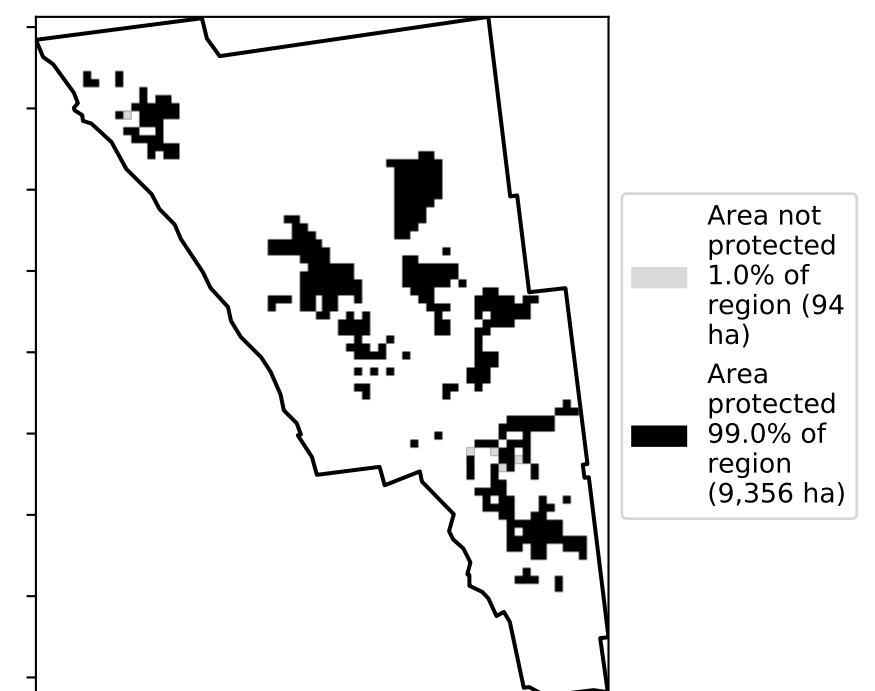 Area not
protected
1.0% of
region (94
ha)
Area
protected
99.0% of
region
(9,356 ha)